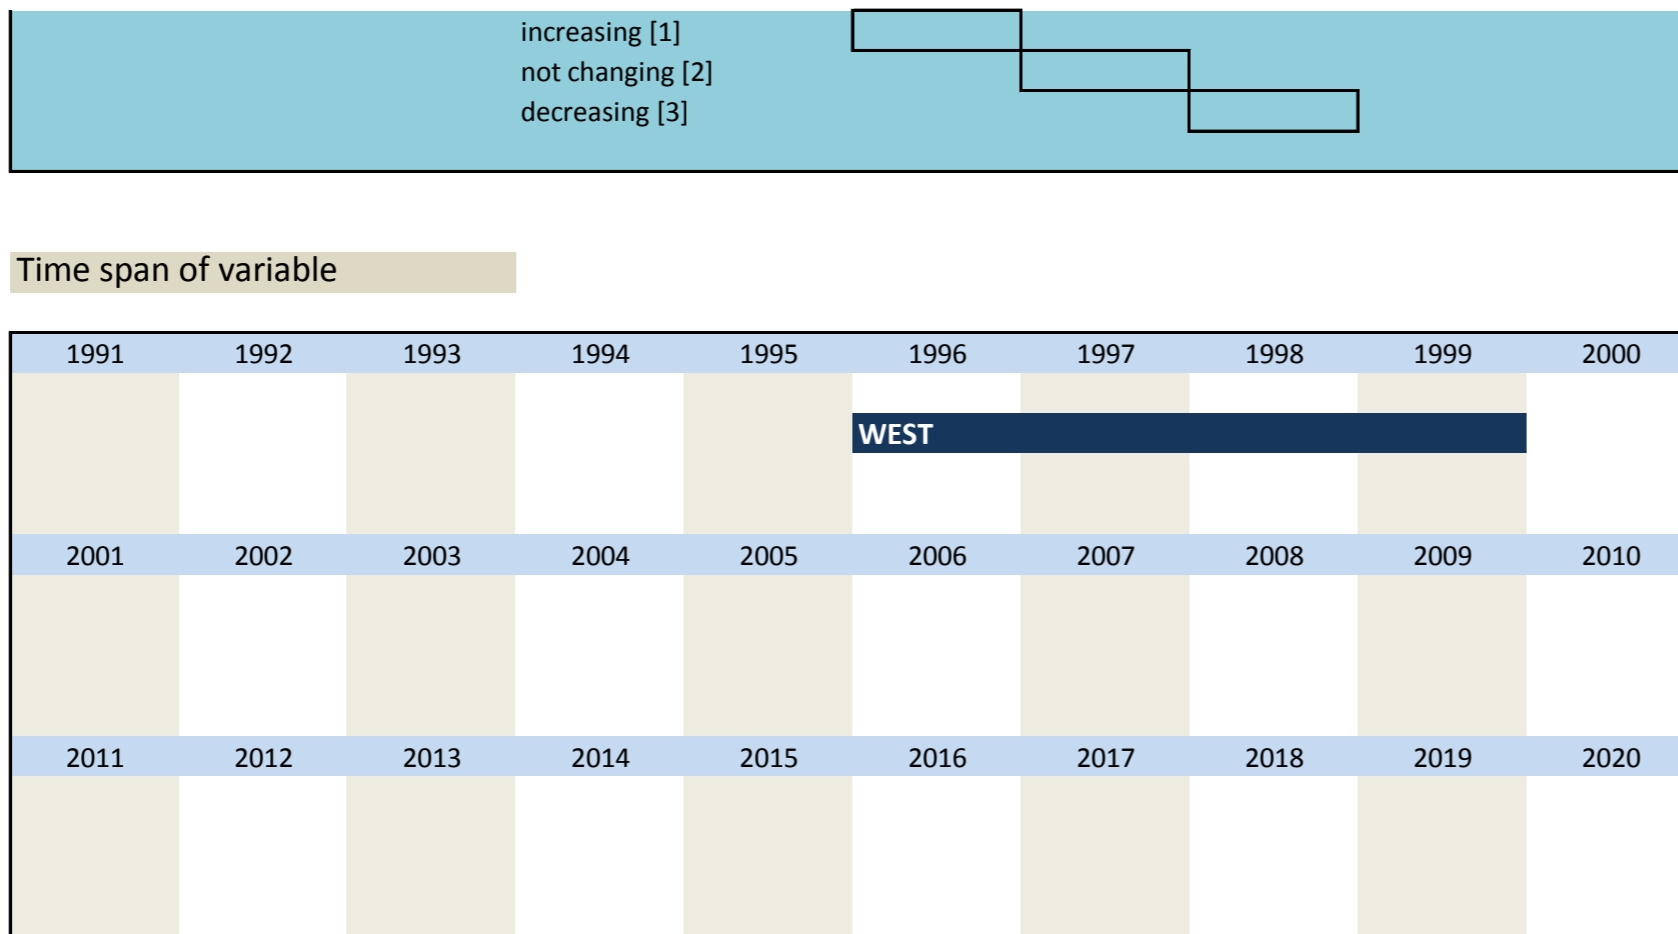 increasing [1]
not changing [2]
decreasing [3]
Time span of variable
1991 1992 1993 1994 1995 1996 1997 1998 1999 2000
WEST
2001 2002 2003 2004 2005 2006 2007 2008 2009 2010
2011 2012 2013 2014 2015 2016 2017 2018 2019 2020